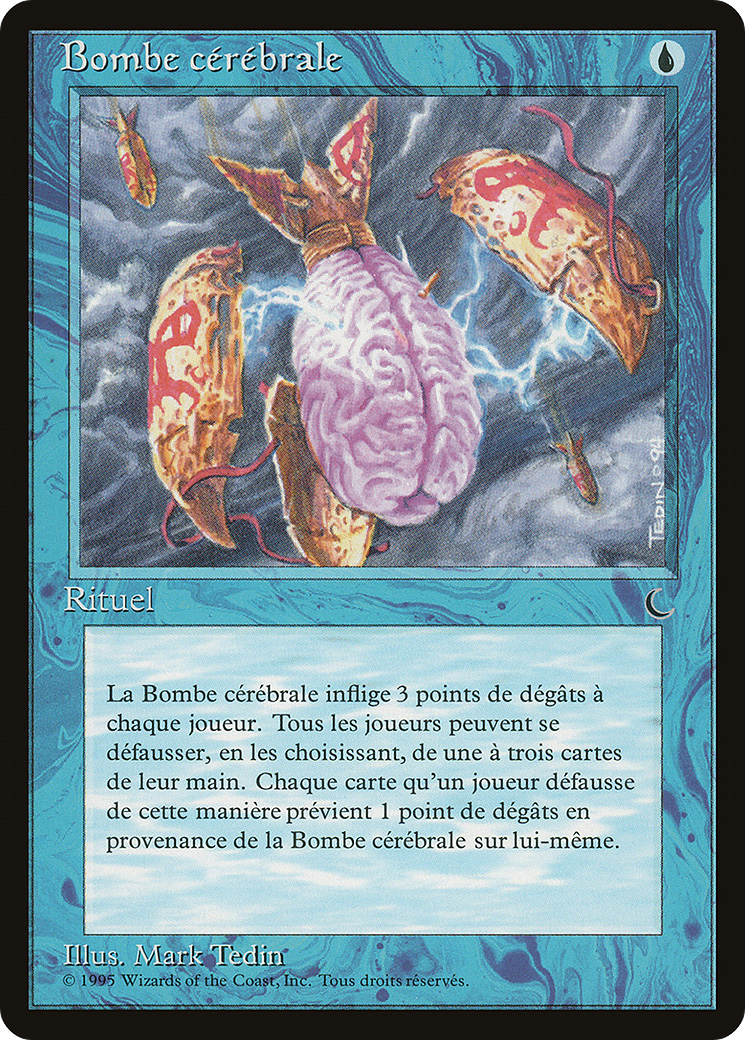 Bombe cérébrale
TEDIN 94
Rituel
La Bombe cérébrale inflige 3 points de dégâts à
chaque joueur. Tous les joueurs peuvent se
défausser, en les choisissant, de une à trois cartes
de leur main. Chaque carte qu'un joueur défausse
de cette manière prévient 1 point de dégâts en
provenance de la Bombe cérébrale sur lui-même.
Illus. Mark Tedin
© 1995 Wizards of the Coast, Inc. Tous droits réservés.